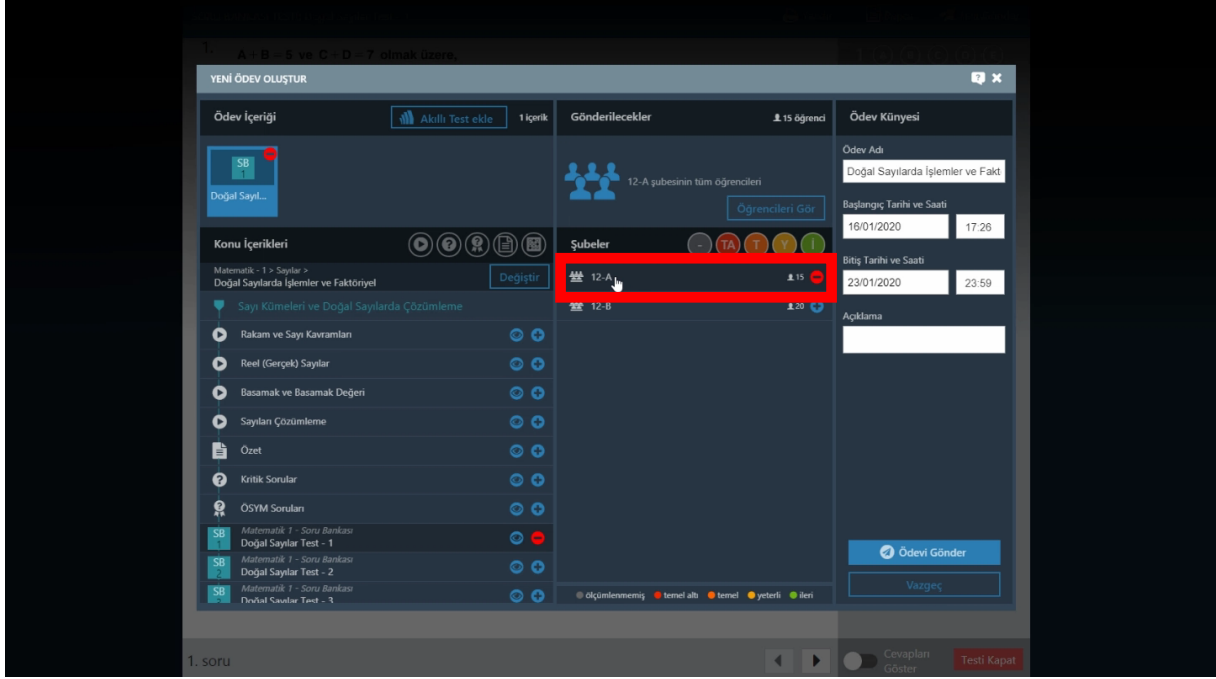 1.
A + B = 5 ve C + D = 7 olmak üzere,
YENİ ÖDEV OLUŞTUR
Ödev İçeriği
Akıllı Test ekle
1 içerik
SB
1
Doğal Sayıl...
Konu İçerikleri
Matematik - 1 > Sayılar >
Doğal Sayılarda İşlemler ve Faktöriyel
Değiştir
Sayı Kümeleri ve Doğal Sayılarda Çözümleme
Rakam ve Sayı Kavramları
Reel (Gerçek) Sayılar
Basamak ve Basamak Değeri
Sayıları Çözümleme
Özet
Kritik Sorular
ÖSYM Soruları
SB
1
Matematik 1 - Soru Bankası
Doğal Sayılar Test - 1
SB
2
Matematik 1 - Soru Bankası
Doğal Sayılar Test - 2
SB
Matematik 1 - Soru Bankası
Doğal Sayılar Test - 3
Gönderilecekler
15 öğrenci
12-A şubesinin tüm öğrencileri
Öğrencileri Gör
Şubeler
-
TA
T
Y
İ
12-A
15
12-B
20
ölçümlenmemiş temel altı temel yeterli ileri
Ödev Künyesi
Ödev Adı
Doğal Sayılarda İşlemler ve Fakt
Başlangıç Tarihi ve Saati
16/01/2020
17:26
Bitiş Tarihi ve Saati
23/01/2020
23:59
Açıklama
Ödevi Gönder
Vazgeç
1. soru
Cevapları
Göster
Testi Kapat